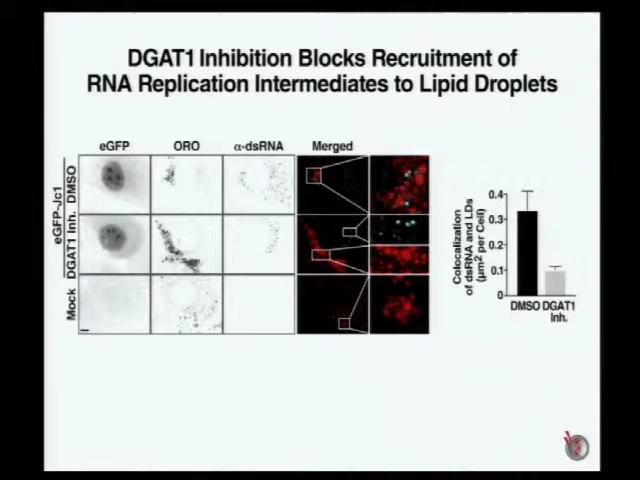 DGAT1 Inhibition Blocks Recruitment of
RNA Replication Intermediates to Lipid Droplets
eGFP
ORO
α-dsRNA
Merged
eGFP-Jc1
DMSO
DGAT1 Inh.
Mock
Colocalization
of dsRNA and LDs
(μm2 per Cell)
0.4
0.3
0.2
0.1
0
DMSO
DGAT1
Inh.